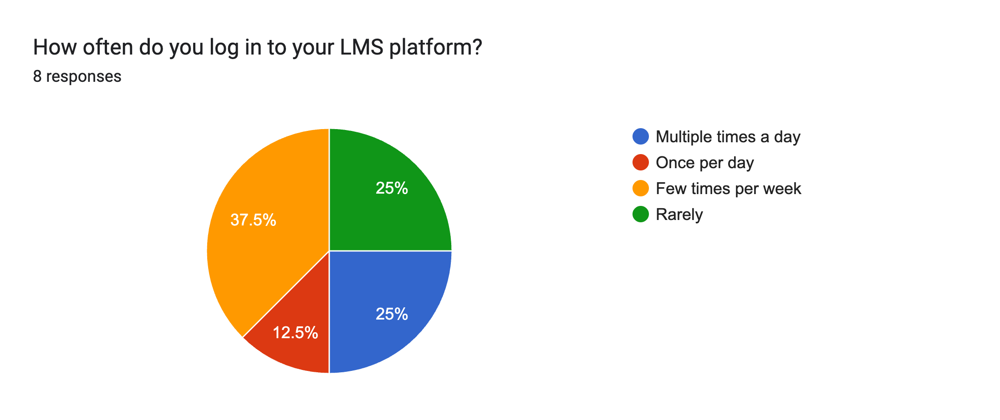 How often do you log in to your LMS platform?
8 responses
Multiple times a day
Once per day
Few times per week
Rarely
25%
37.5%
25%
12.5%